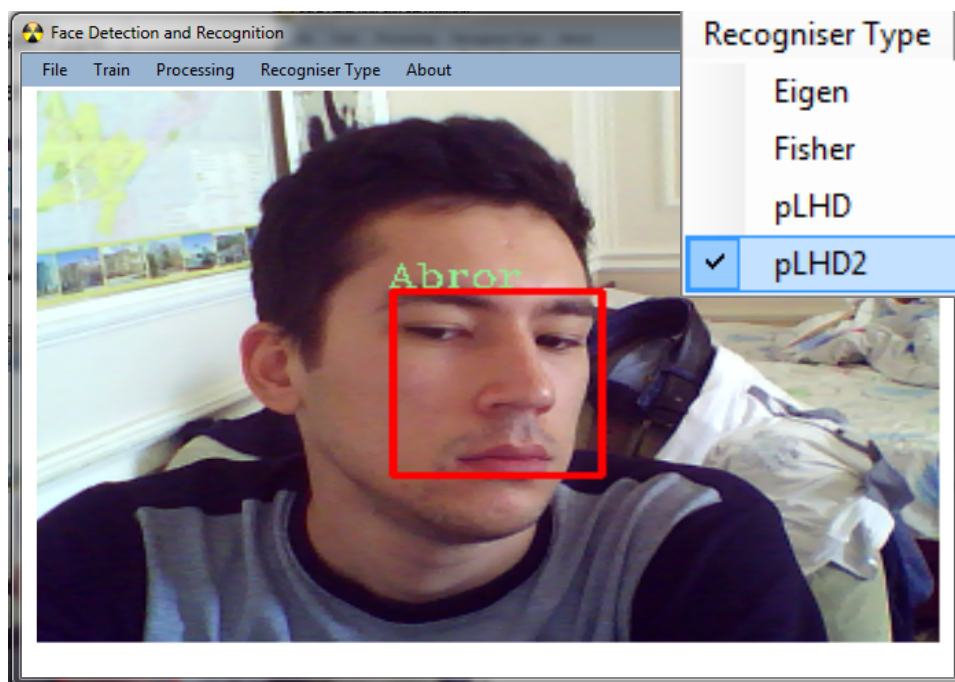 Face Detection and Recognition
File Train Processing Recogniser Type About
Recogniser Type
Eigen
Fisher
pLHD
pLHD2
Abror